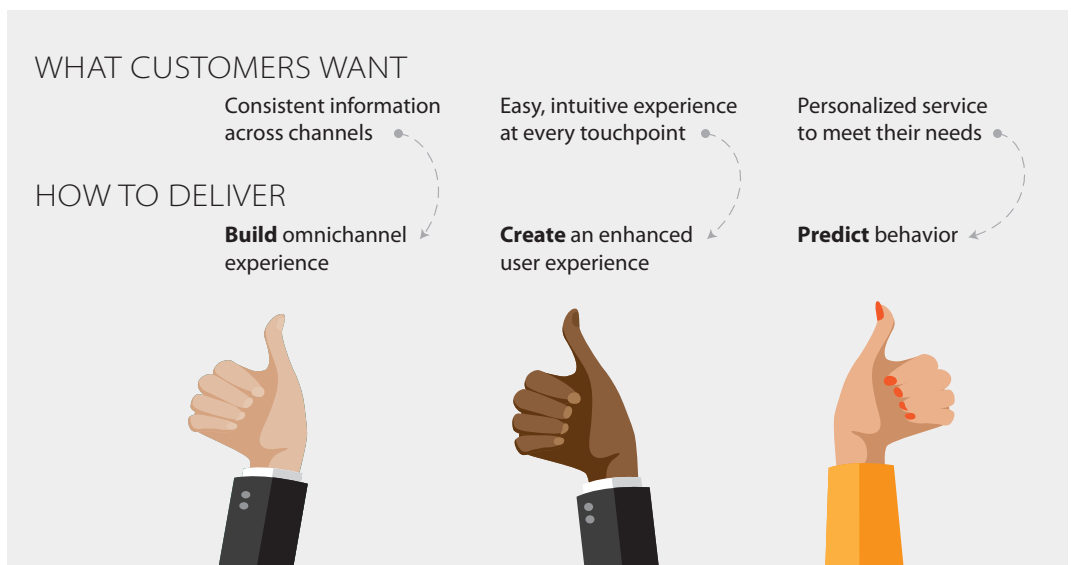 WHAT CUSTOMERS WANT
Consistent information
across channels
Easy, intuitive experience
at every touchpoint
Personalized service
to meet their needs
HOW TO DELIVER
Build omnichannel
experience
Create an enhanced
user experience
Predict behavior